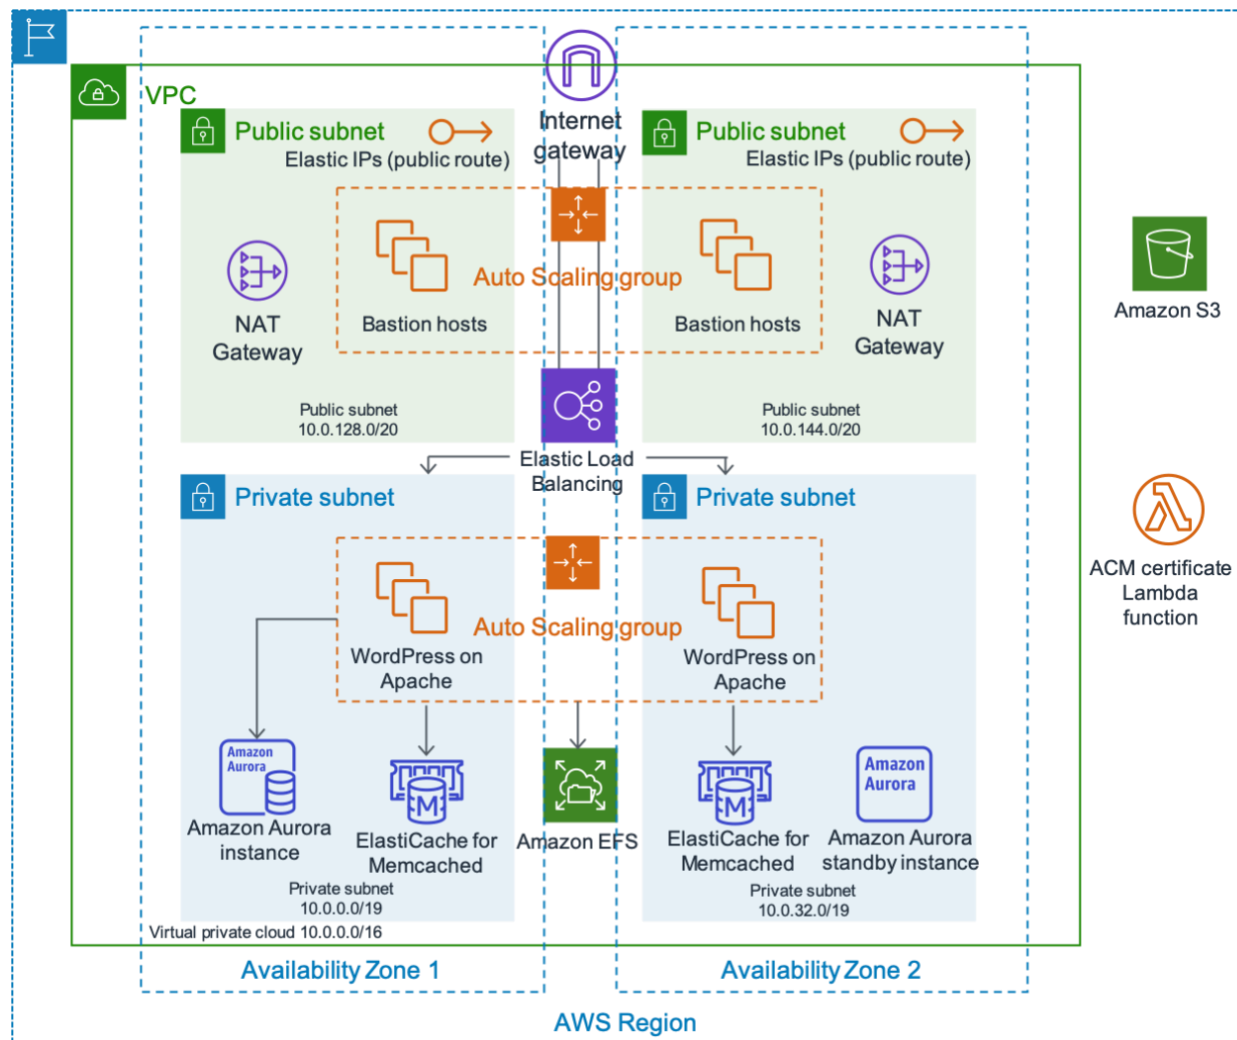 VPC
Public subnet
Elastic IPs (public route)
Internet
gateway
Public subnet
Elastic IPs (public route)
Auto Scaling group
NAT
Gateway
Bastion hosts
Bastion hosts
NAT
Gateway
Amazon S3
Public subnet
10.0.128.0/20
Public subnet
10.0.144.0/20
Elastic Load
Balancing
Private subnet
Private subnet
ACM certificate
Lambda
function
Auto Scaling group
WordPress on
Apache
WordPress on
Apache
Amazon
Aurora
Amazon Aurora
instance
M
ElastiCache for
Memcached
Amazon EFS
M
ElastiCache for
Memcached
Amazon
Aurora
Amazon Aurora
standby instance
Private subnet
10.0.0.0/19
Private subnet
10.0.32.0/19
Virtual private cloud 10.0.0.0/16
Availability Zone 1
Availability Zone 2
AWS Region